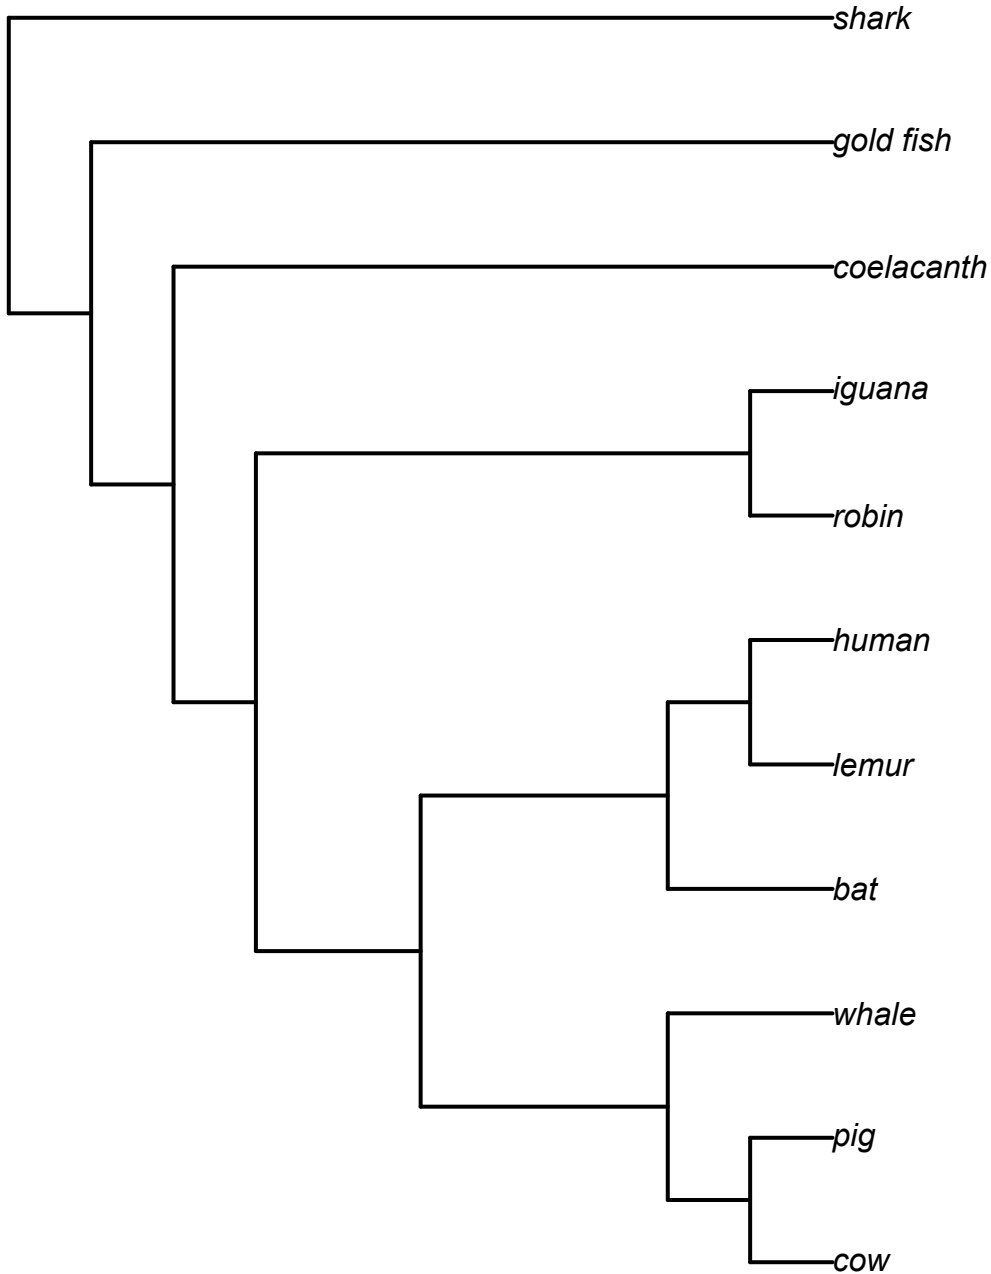 shark
gold fish
coelacanth
iguana
robin
human
lemur
bat
whale
pig
cow